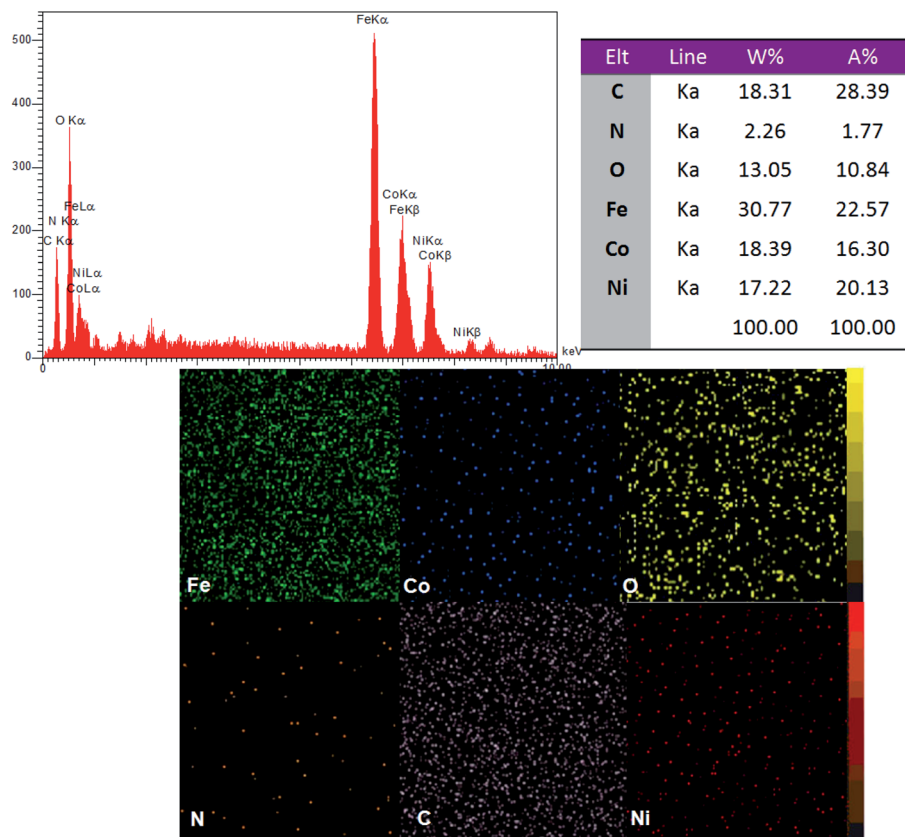 FeKα
500
400
O Kα
300
FeLα
CoKα
N Kα
FeKβ
200
C Kα
NiKα
CoKβ
NiLα
CoLα
100
NiKβ
0
keV
0
Elt Line W% A%
C Ka 18.31 28.39
N Ka 2.26 1.77
O Ka 13.05 10.84
Fe Ka 30.77 22.57
Co Ka 18.39 16.30
Ni Ka 17.22 20.13
100.00 100.00
Fe Co O
N C Ni